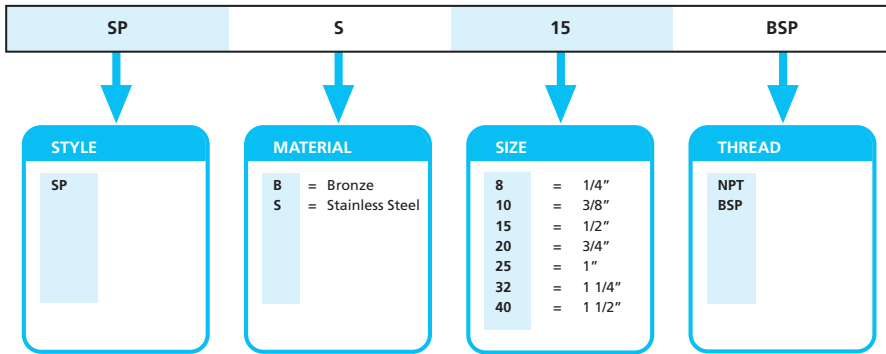 SP S 15 BSP
STYLE
SP
MATERIAL
B = Bronze
S = Stainless Steel
SIZE
8 = 1/4”
10 = 3/8”
15 = 1/2”
20 = 3/4”
25 = 1”
32 = 1 1/4”
40 = 1 1/2”
THREAD
NPT
BSP